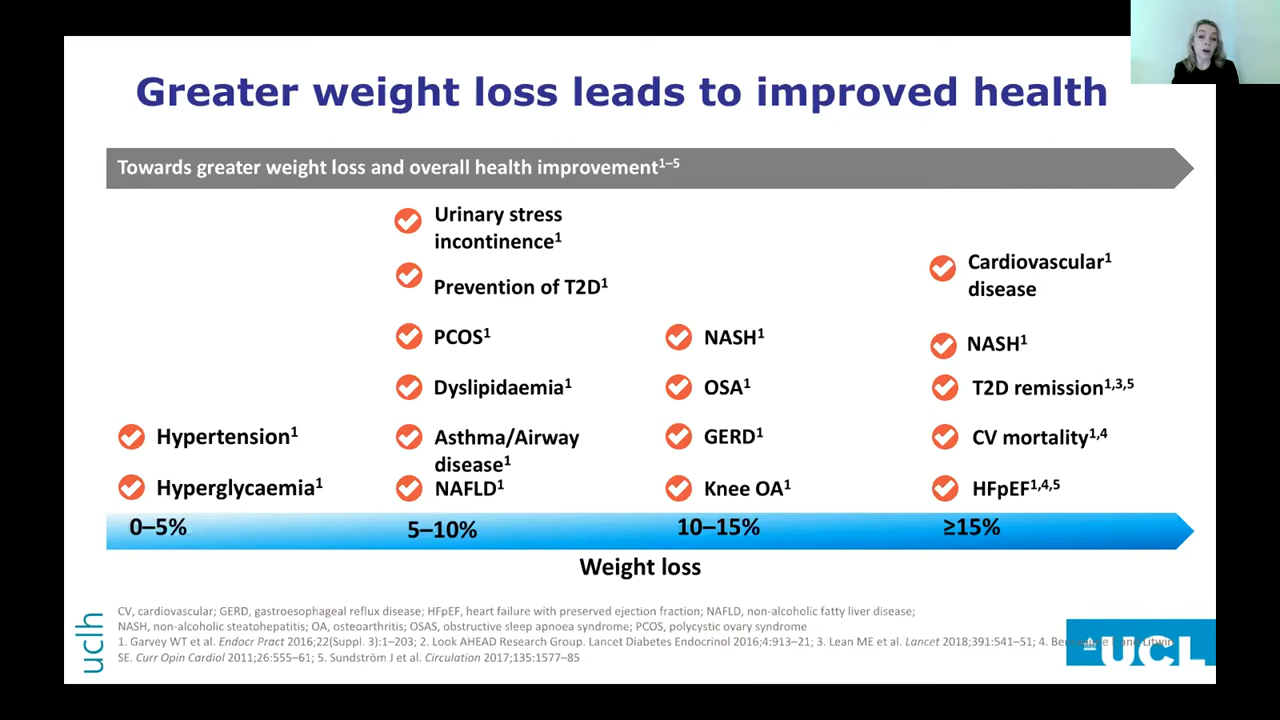 Greater weight loss leads to improved health
Towards greater weight loss and overall health improvement¹⁻⁵
Urinary stress
incontinence¹
Prevention of T2D¹
PCOS¹
Dyslipidaemia¹
Asthma/Airway
disease¹
NAFLD¹
Hypertension¹
Hyperglycaemia¹
NASH¹
OSA¹
GERD¹
Knee OA¹
Cardiovascular¹
disease
NASH¹
T2D remission¹,³,⁵
CV mortality¹,⁴
HFpEF¹,⁴,⁵
0–5%
5–10%
10–15%
≥15%
Weight loss
CV, cardiovascular; GERD, gastroesophageal reflux disease; HFpEF, heart failure with preserved ejection fraction; NAFLD, non-alcoholic fatty liver disease;
NASH, non-alcoholic steatohepatitis; OA, osteoarthritis; OSAS, obstructive sleep apnoea syndrome; PCOS, polycystic ovary syndrome
1. Garvey WT et al. Endocr Pract 2016;22(Suppl. 3):1–203; 2. Look AHEAD Research Group. Lancet Diabetes Endocrinol 2016;4:913–21; 3. Lean ME et al. Lancet 2018;391:541–51; 4.
SE. Curr Opin Cardiol 2011;26:555–61; 5. Sundström J et al. Circulation 2017;135:1577–85
uclh
UCL